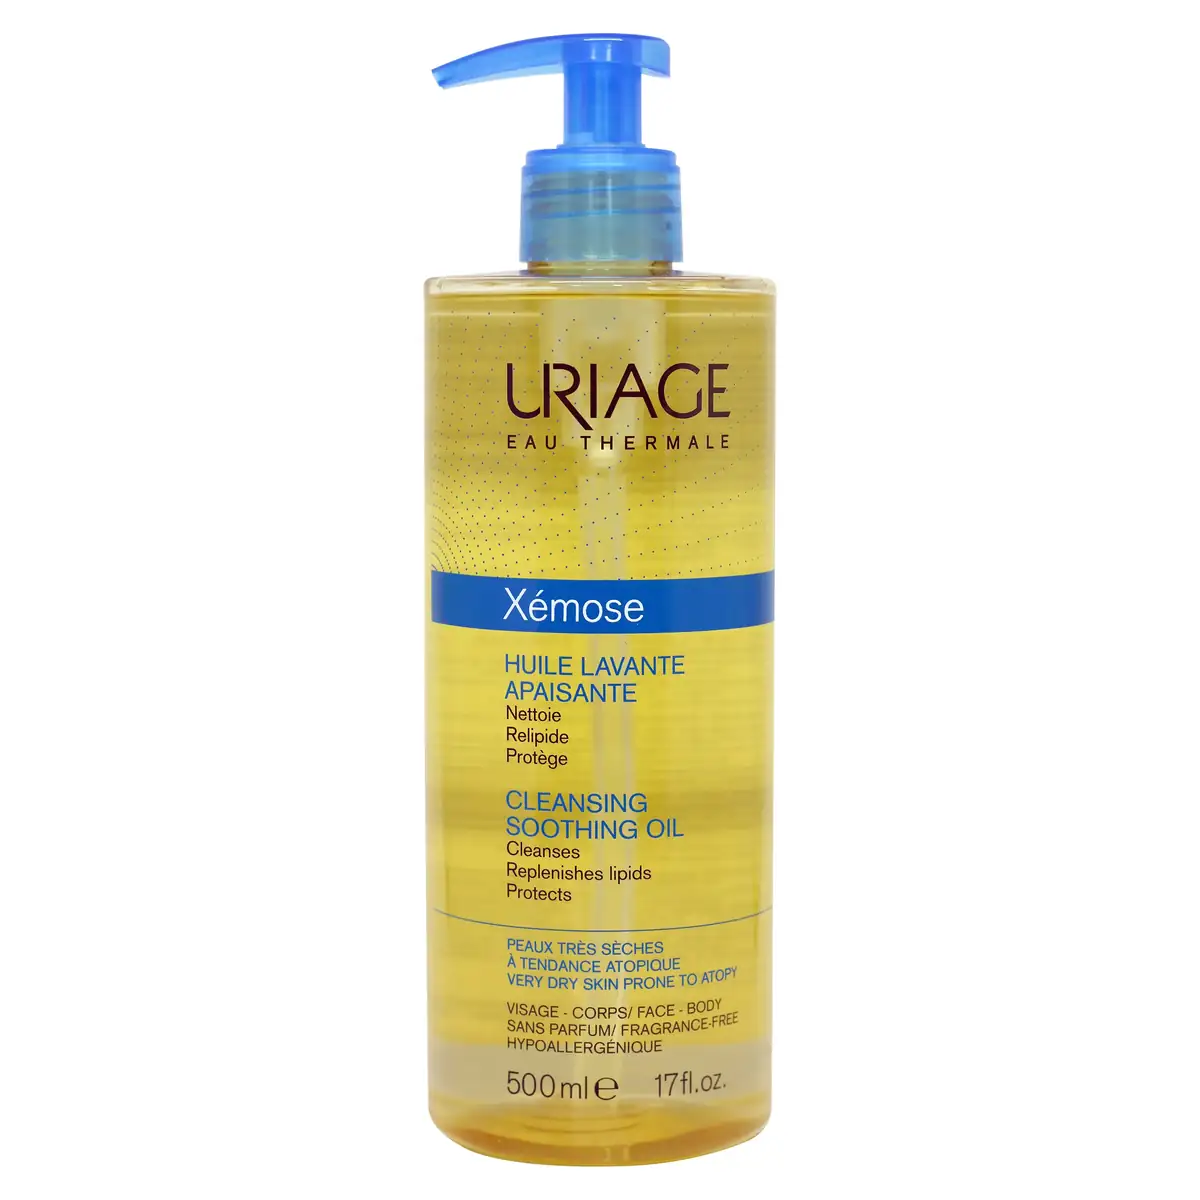 URIAGE
EAU THERMALE
Xémose
HUILE LAVANTE
APAISANTE
Nettoie
Relipide
Protège
CLEANSING
SOOTHING OIL
Cleanses
Replenishes lipids
Protects
PEAUX TRÈS SÈCHES
À TENDANCE ATOPIQUE
VERY DRY SKIN PRONE TO ATOPY
VISAGE - CORPS/ FACE - BODY
SANS PARFUM/ FRAGRANCE-FREE
HYPOALLERGÉNIQUE
500ml℮ 17fl.oz.